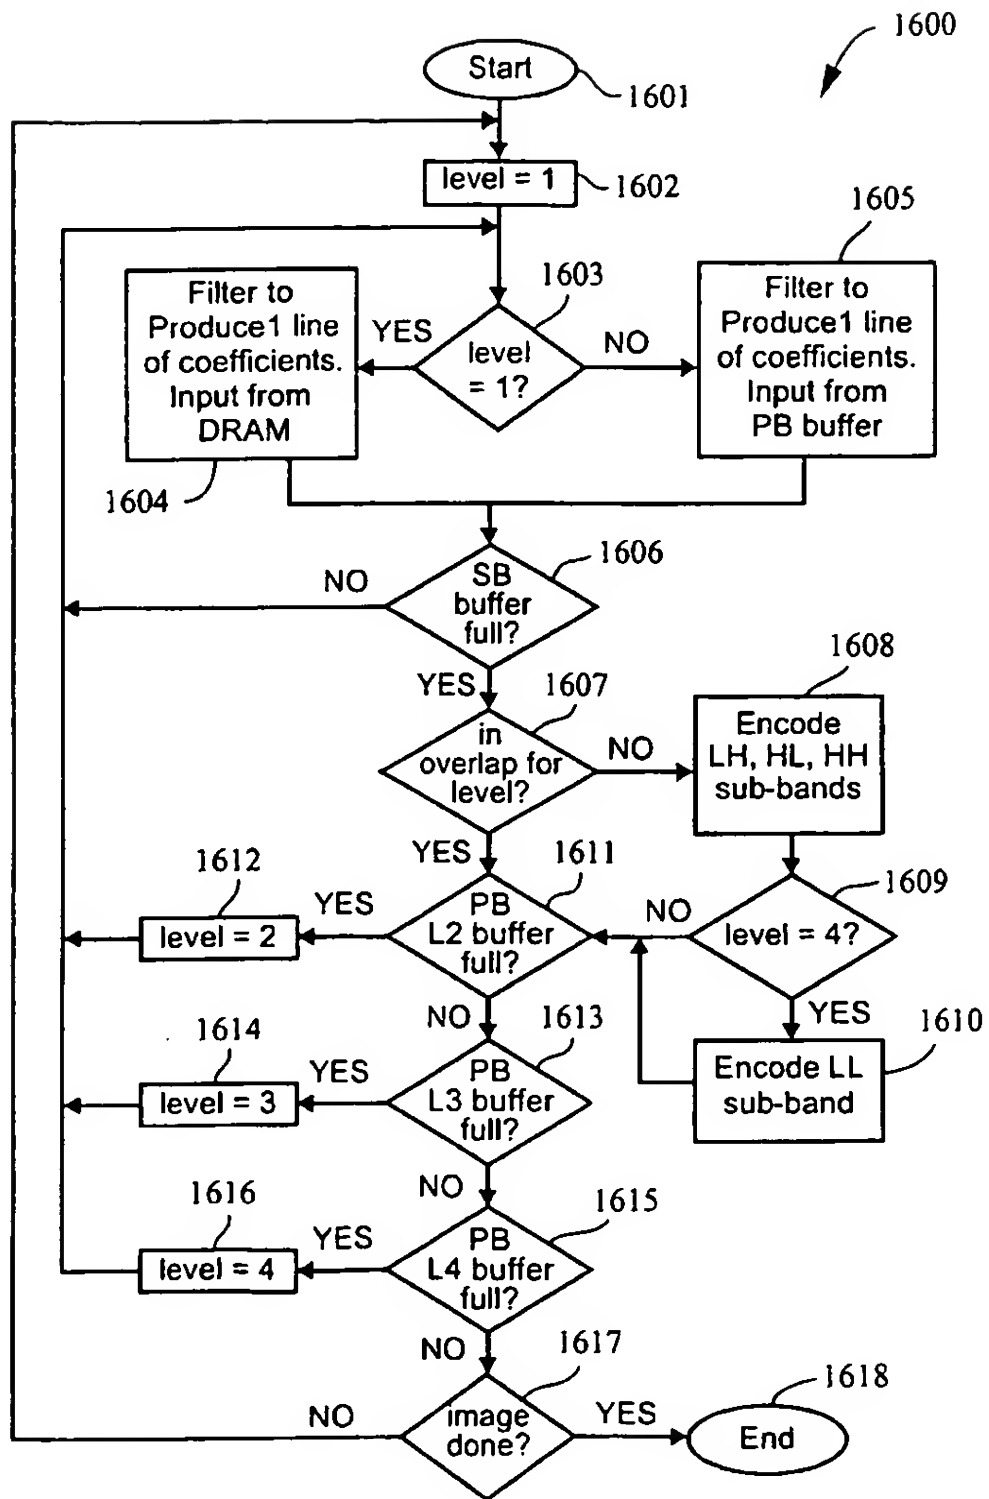 1600
Start
1601
level = 1
1602
1605
1603
Filter to
Produce1 line
of coefficients.
Input from
DRAM
YES
level
= 1?
NO
Filter to
Produce1 line
of coefficients.
Input from
PB buffer
1604
1606
NO
SB
buffer
full?
YES
1607
1608
in
overlap for
level?
NO
Encode
LH, HL, HH
sub-bands
YES
1611
1612
1609
level = 2
YES
PB
L2 buffer
full?
NO
level = 4?
NO
1613
YES
1610
1614
level = 3
YES
PB
L3 buffer
full?
Encode LL
sub-band
NO
1615
1616
level = 4
YES
PB
L4 buffer
full?
NO
1617
1618
NO
image
done?
YES
End